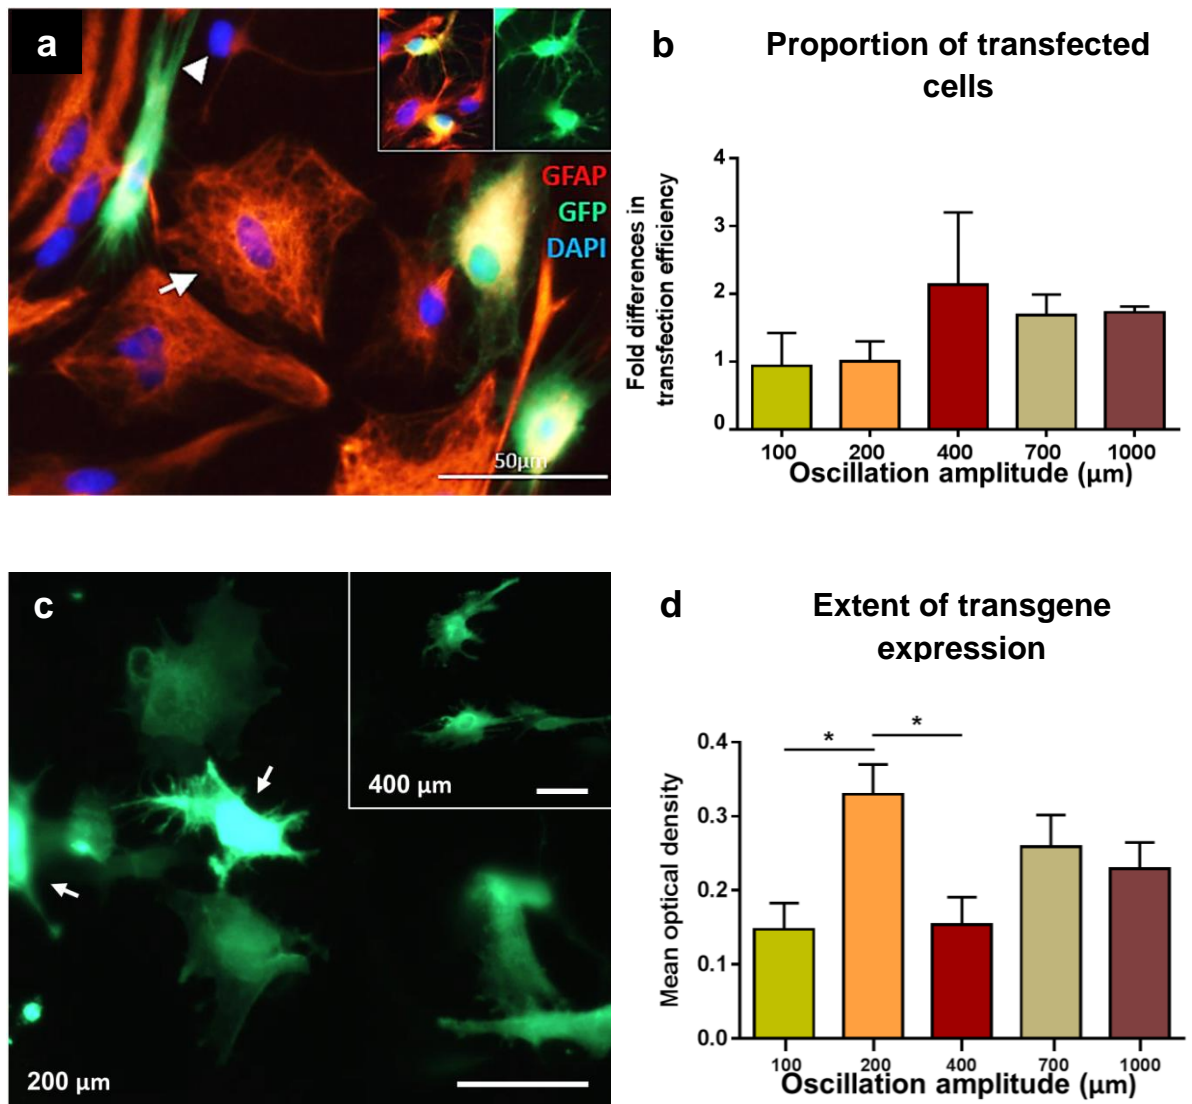 a
GFAP
GFP
DAPI
50μm
b
Proportion of transfected
cells
Fold differences in
transfection efficiency
4
3
2
1
0
100 200 400 700 1000
Oscillation amplitude (μm)
c
400 μm
200 μm
d
Extent of transgene
expression
* *
Mean optical density
0.4
0.3
0.2
0.1
0.0
100 200 400 700 1000
Oscillation amplitude (μm)